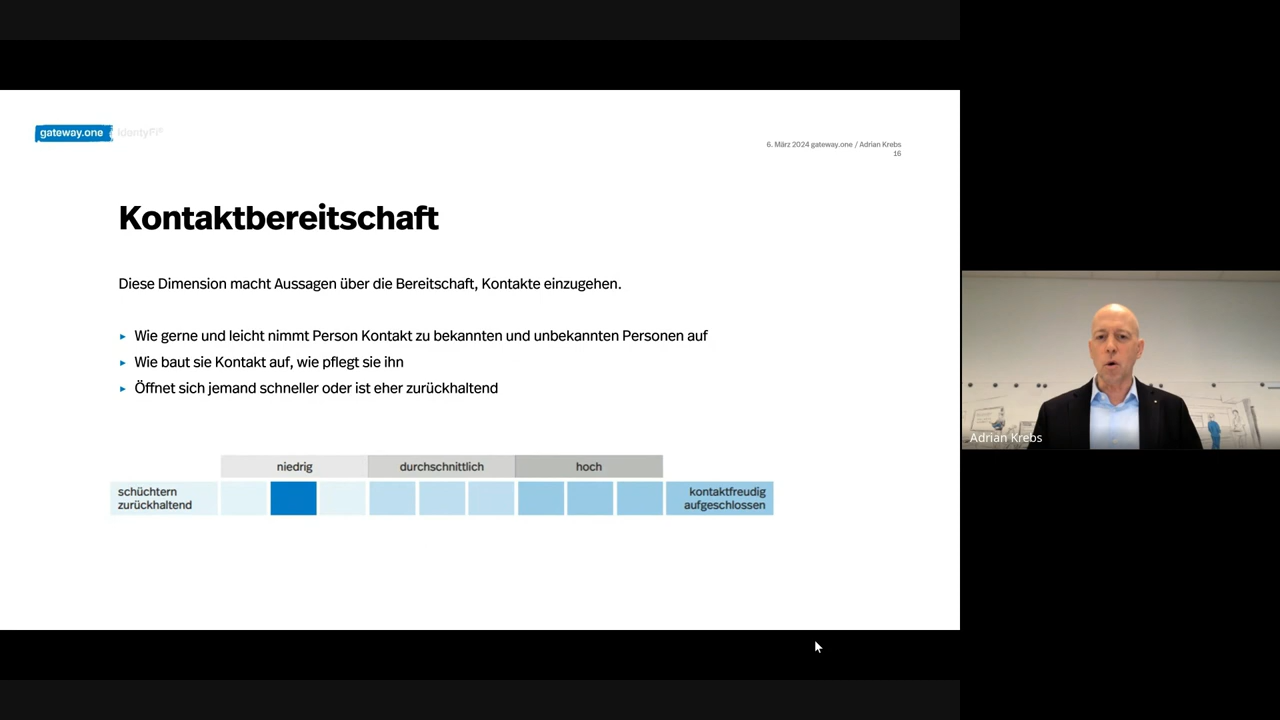 gateway.one identyFi®
6. März 2024 gateway.one / Adrian Krebs
16
Kontaktbereitschaft
Diese Dimension macht Aussagen über die Bereitschaft, Kontakte einzugehen.
▸ Wie gerne und leicht nimmt Person Kontakt zu bekannten und unbekannten Personen auf
▸ Wie baut sie Kontakt auf, wie pflegt sie ihn
▸ Öffnet sich jemand schneller oder ist eher zurückhaltend
niedrig durchschnittlich hoch
schüchtern
zurückhaltend
kontaktfreudig
aufgeschlossen
Adrian Krebs